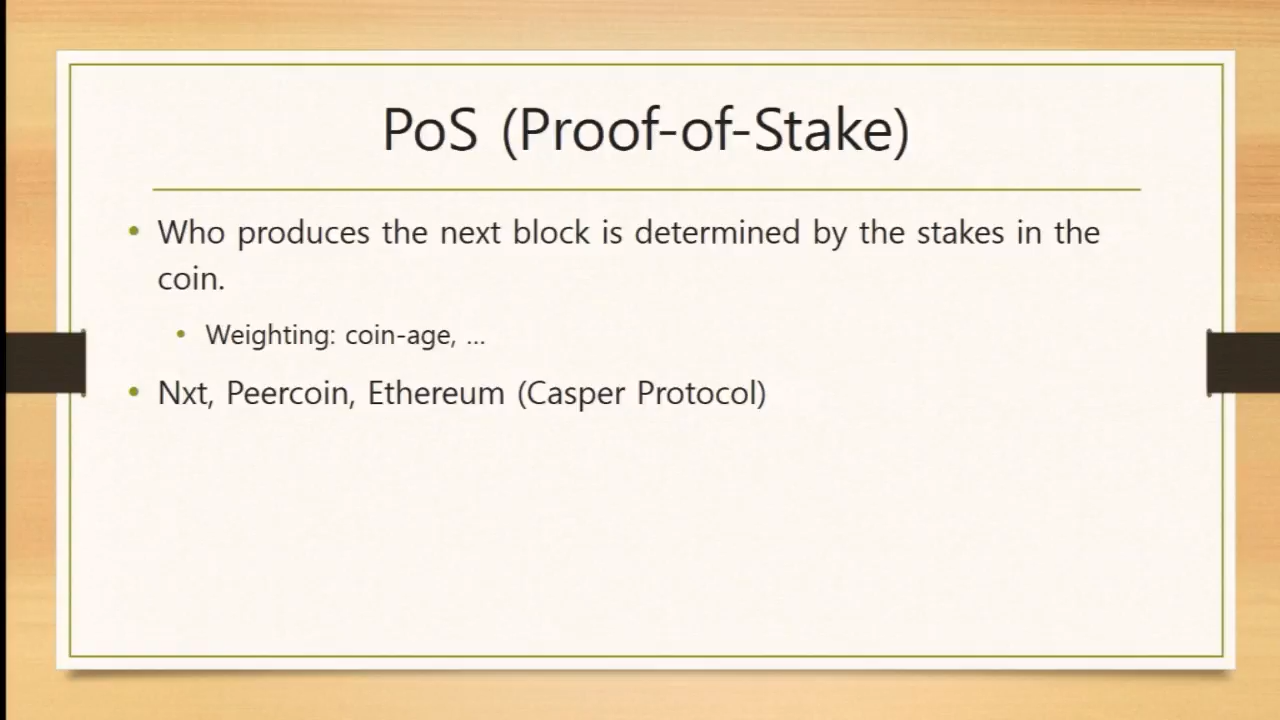 PoS (Proof-of-Stake)
• Who produces the next block is determined by the stakes in the
coin.
• Weighting: coin-age, ...
• Nxt, Peercoin, Ethereum (Casper Protocol)